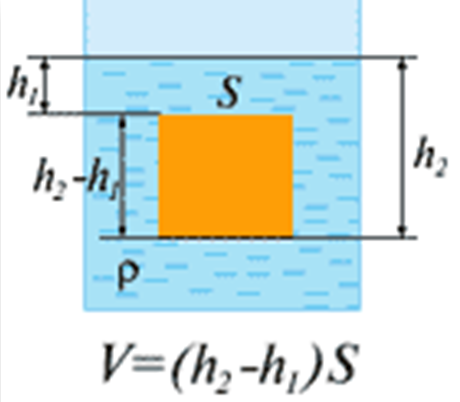 h₁
S
h₂-h₁
h₂
ρ
V=(h₂-h₁)S